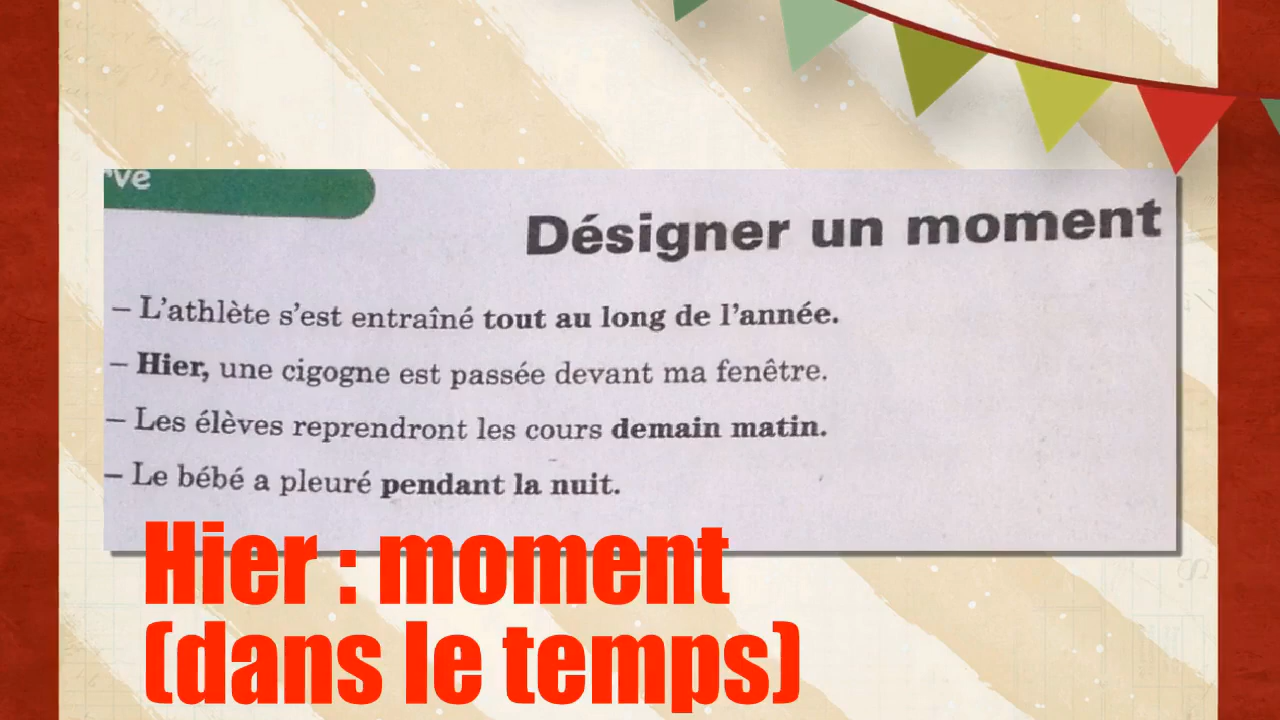 Désigner un moment
– L'athlète s'est entraîné tout au long de l'année.
– Hier, une cigogne est passée devant ma fenêtre.
– Les élèves reprendront les cours demain matin.
– Le bébé a pleuré pendant la nuit.
Hier : moment
(dans le temps)